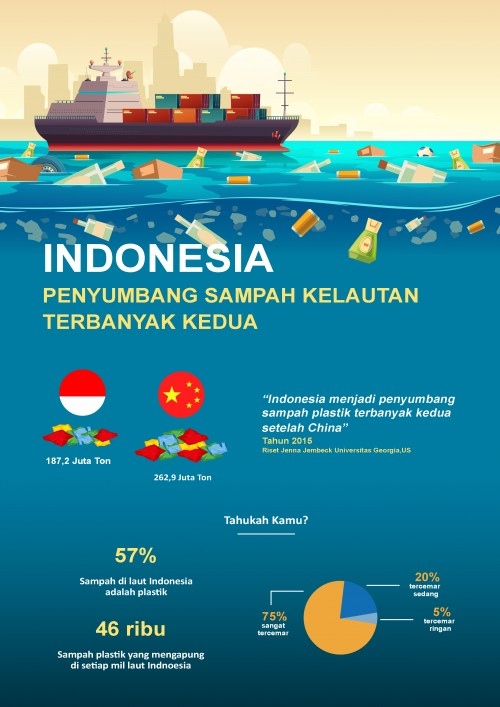 INDONESIA
PENYUMBANG SAMPAH KELAUTAN
TERBANYAK KEDUA
187,2 Juta Ton
262,9 Juta Ton
“Indonesia menjadi penyumbang
sampah plastik terbanyak kedua
setelah China”
Tahun 2015
Riset Jenna Jembeck Universitas Georgia,US
Tahukah Kamu?
57%
Sampah di laut Indonesia
adalah plastik
46 ribu
Sampah plastik yang mengapung
di setiap mil laut Indnoesia
75%
sangat
tercemar
20%
tercemar
sedang
5%
tercemar
ringan